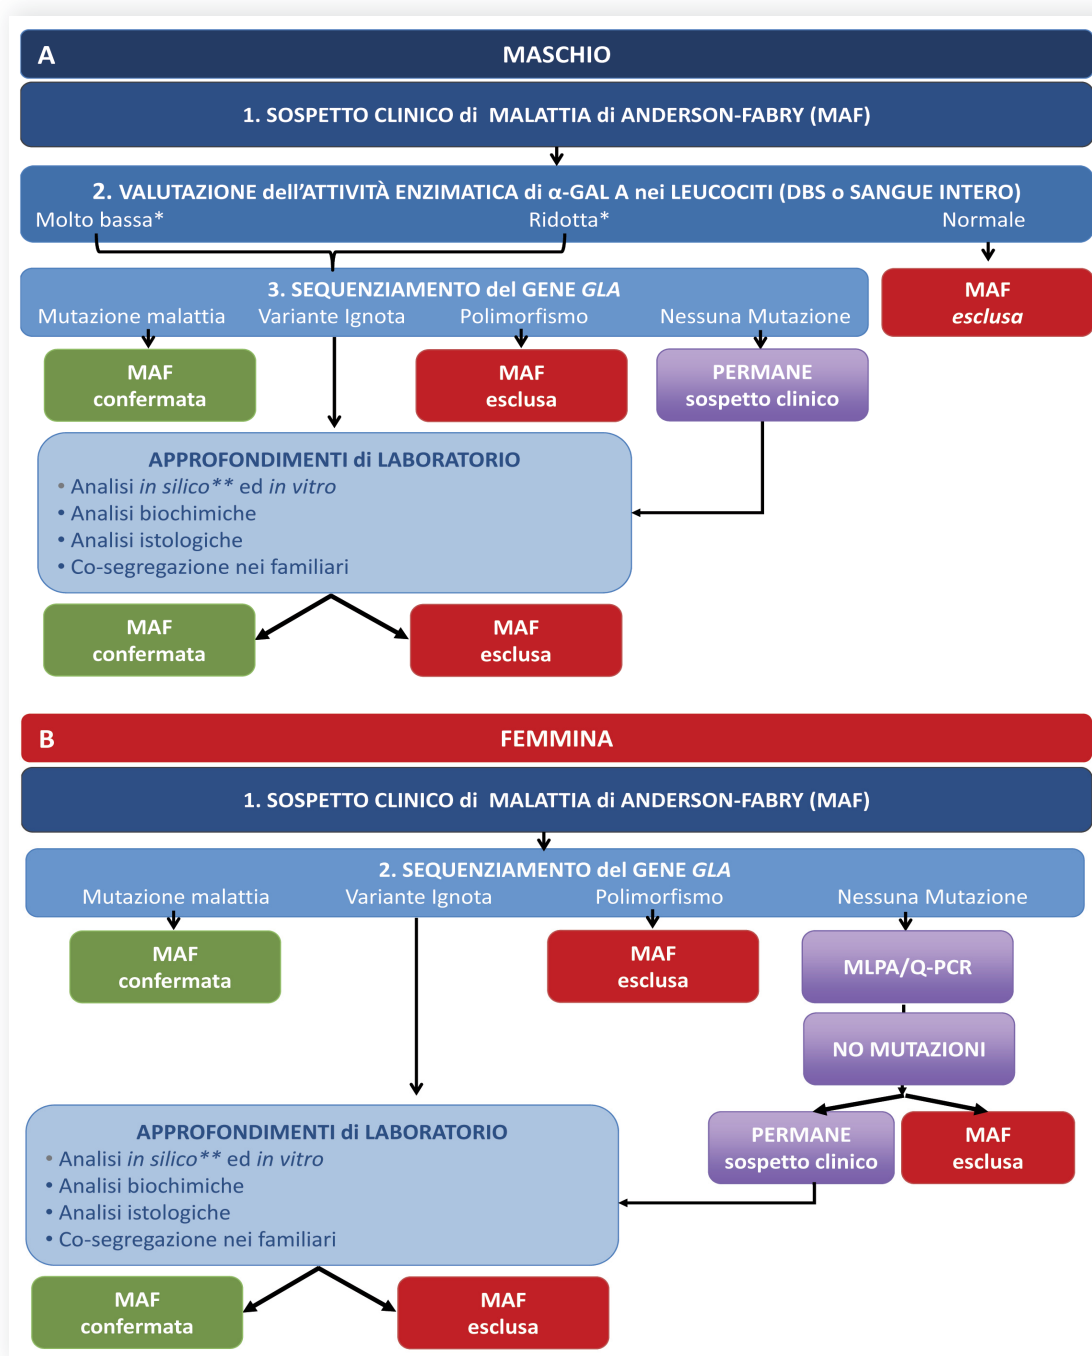 A
MASCHIO
1. SOSPETTO CLINICO di MALATTIA di ANDERSON-FABRY (MAF)
2. VALUTAZIONE dell'ATTIVITÀ ENZIMATICA di α-GAL A nei LEUCOCITI (DBS o SANGUE INTERO)
Molto bassa* Ridotta* Normale
3. SEQUENZIAMENTO del GENE GLA
Mutazione malattia Variante Ignota Polimorfismo Nessuna Mutazione
MAF
esclusa
MAF
confermata
MAF
esclusa
PERMANE
sospetto clinico
APPROFONDIMENTI di LABORATORIO
• Analisi in silico** ed in vitro
• Analisi biochimiche
• Analisi istologiche
• Co-segregazione nei familiari
MAF
confermata
MAF
esclusa
B
FEMMINA
1. SOSPETTO CLINICO di MALATTIA di ANDERSON-FABRY (MAF)
2. SEQUENZIAMENTO del GENE GLA
Mutazione malattia Variante Ignota Polimorfismo Nessuna Mutazione
MAF
confermata
MAF
esclusa
MLPA/Q-PCR
NO MUTAZIONI
PERMANE
sospetto clinico
MAF
esclusa
APPROFONDIMENTI di LABORATORIO
• Analisi in silico** ed in vitro
• Analisi biochimiche
• Analisi istologiche
• Co-segregazione nei familiari
MAF
confermata
MAF
esclusa